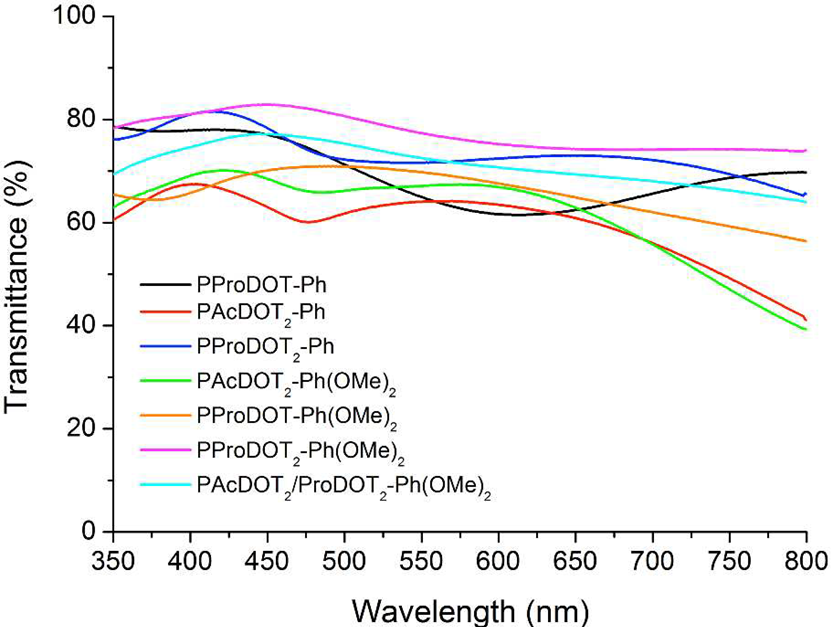 100
80
60
40
20
0
Transmittance (%)
PProDOT-Ph
PAcDOT₂-Ph
PProDOT₂-Ph
PAcDOT₂-Ph(OMe)₂
PProDOT-Ph(OMe)₂
PProDOT₂-Ph(OMe)₂
PAcDOT₂/ProDOT₂-Ph(OMe)₂
350 400 450 500 550 600 650 700 750 800
Wavelength (nm)